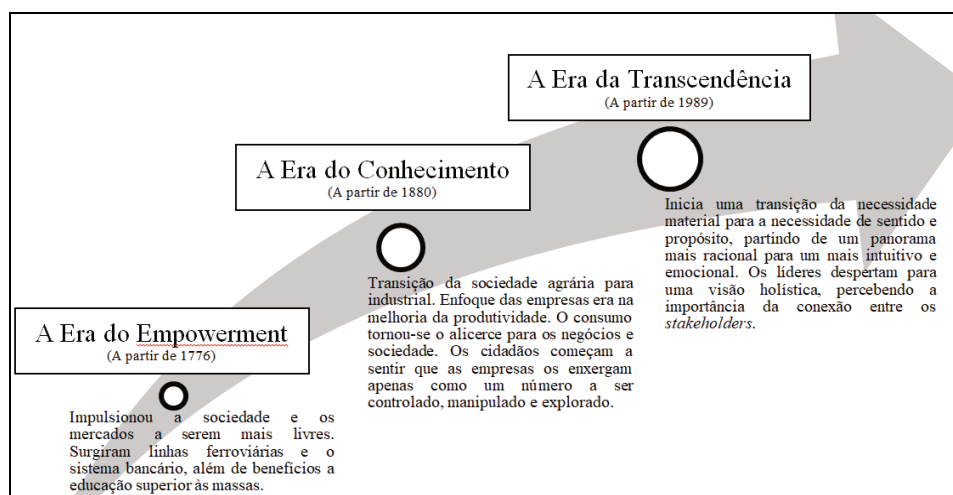 A Era da Transcendência
(A partir de 1989)
A Era do Conhecimento
(A partir de 1880)
Inicia uma transição da necessidade
material para a necessidade de sentido e
propósito, partindo de um panorama
mais racional para um mais intuitivo e
emocional. Os líderes despertam para
uma visão holística, percebendo a
importância da conexão entre os
stakeholders.
Transição da sociedade agrária para
industrial. Enfoque das empresas era na
melhoria da produtividade. O consumo
tornou-se o alicerce para os negócios e
sociedade. Os cidadãos começam a
sentir que as empresas os enxergam
apenas como um número a ser
controlado, manipulado e explorado.
A Era do Empowerment
(A partir de 1776)
Impulsionou a sociedade e os
mercados a serem mais livres.
Surgiram linhas ferroviárias e o
sistema bancário, além de benefícios a
educação superior às massas.